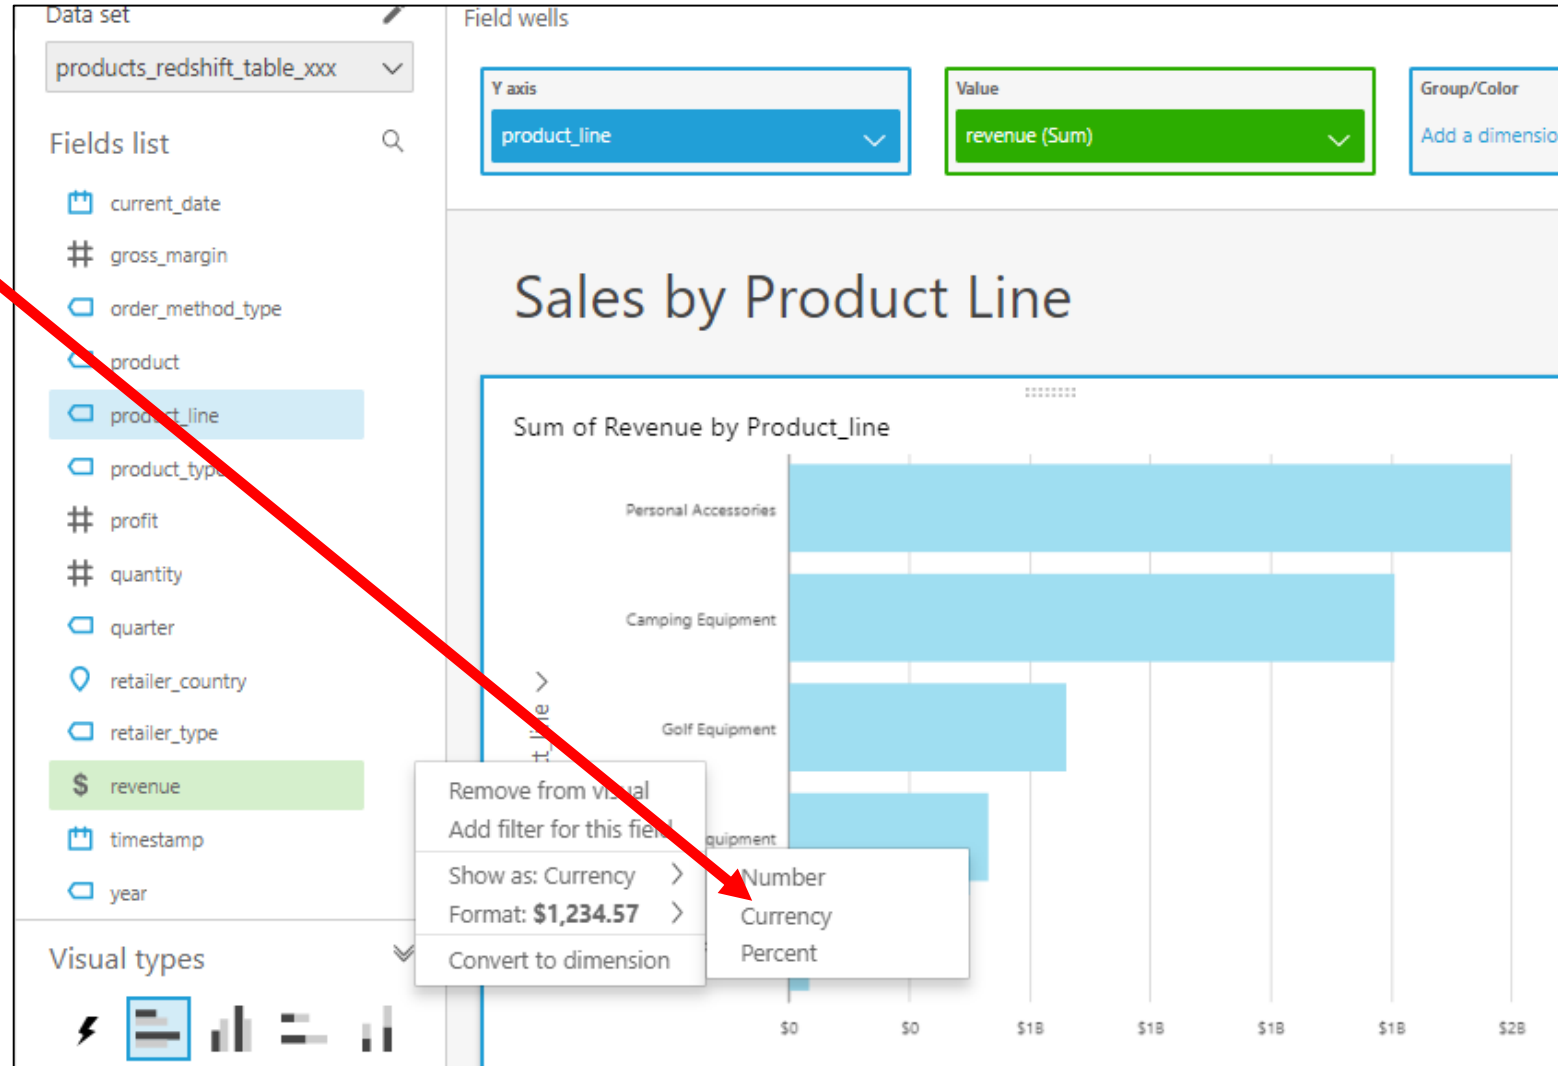 Data set
products_redshift_table_xxx
Fields list
current_date
gross_margin
order_method_type
product
product_line
product_type
profit
quantity
quarter
retailer_country
retailer_type
$ revenue
timestamp
year
Visual types
Field wells
Y axis
product_line
Value
revenue (Sum)
Group/Color
Add a dimensio
Sales by Product Line
Sum of Revenue by Product_line
Personal Accessories
Camping Equipment
Golf Equipment
quipment
$0 $0 $1B $1B $1B $1B $2B
Remove from visual
Add filter for this field
Show as: Currency
Format: $1,234.57
Convert to dimension
Number
Currency
Percent